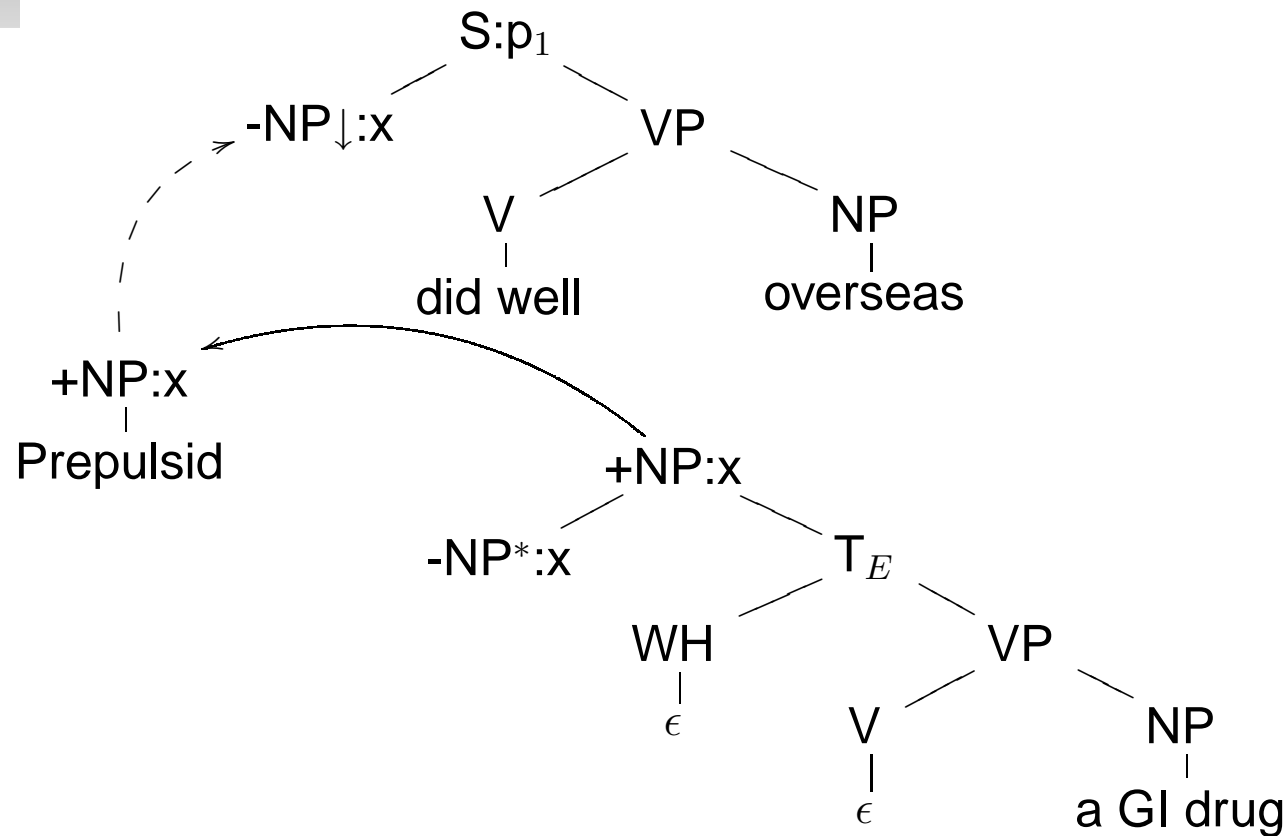 S:p₁
-NP↓:x VP
V NP
did well overseas
+NP:x
Prepulsid
+NP:x
-NP*:x T_E
WH VP
ϵ V NP
ϵ a GI drug